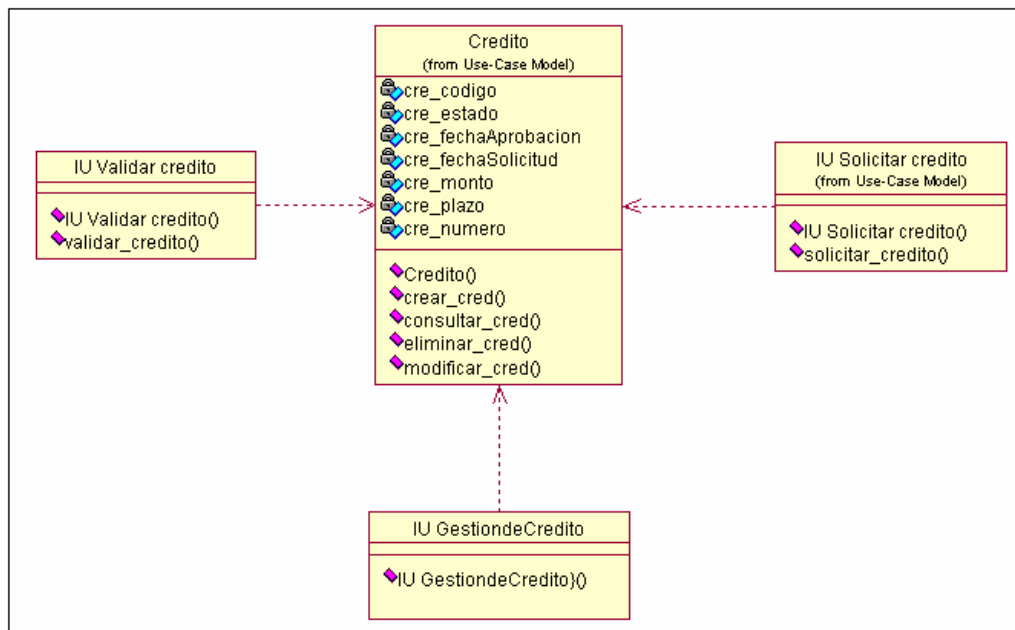 Credito
(from Use-Case Model)
cre_codigo
cre_estado
cre_fechaAprobacion
cre_fechaSolicitud
cre_monto
cre_plazo
cre_numero
Credito()
crear_cred()
consultar_cred()
eliminar_cred()
modificar_cred()
IU Validar credito
IU Validar credito()
validar_credito()
IU Solicitar credito
(from Use-Case Model)
IU Solicitar credito()
solicitar_credito()
IU GestiondeCredito
IU GestiondeCredito}()